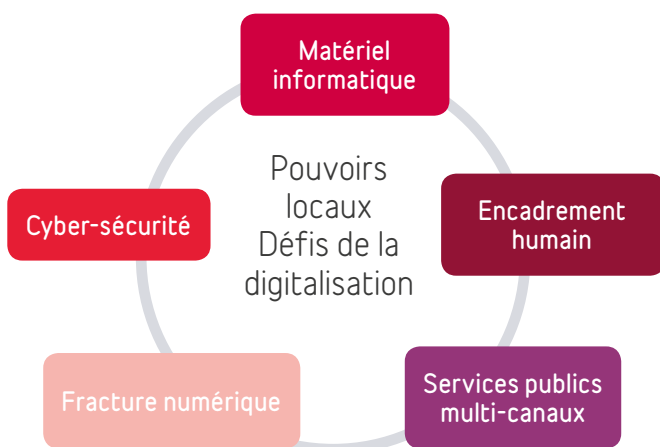 Matériel
informatique
Pouvoirs
locaux
Défis de la
digitalisation
Encadrement
humain
Services publics
multi-canaux
Fracture numérique
Cyber-sécurité